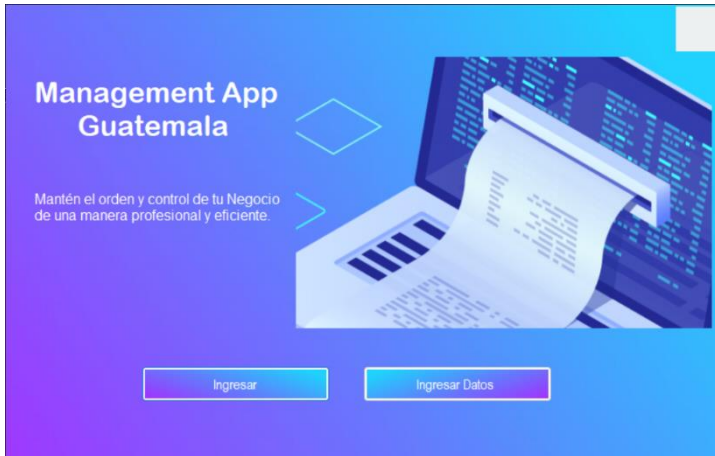 Management App
Guatemala
Mantén el orden y control de tu Negocio
de una manera profesional y eficiente.
Ingresar
Ingresar Datos